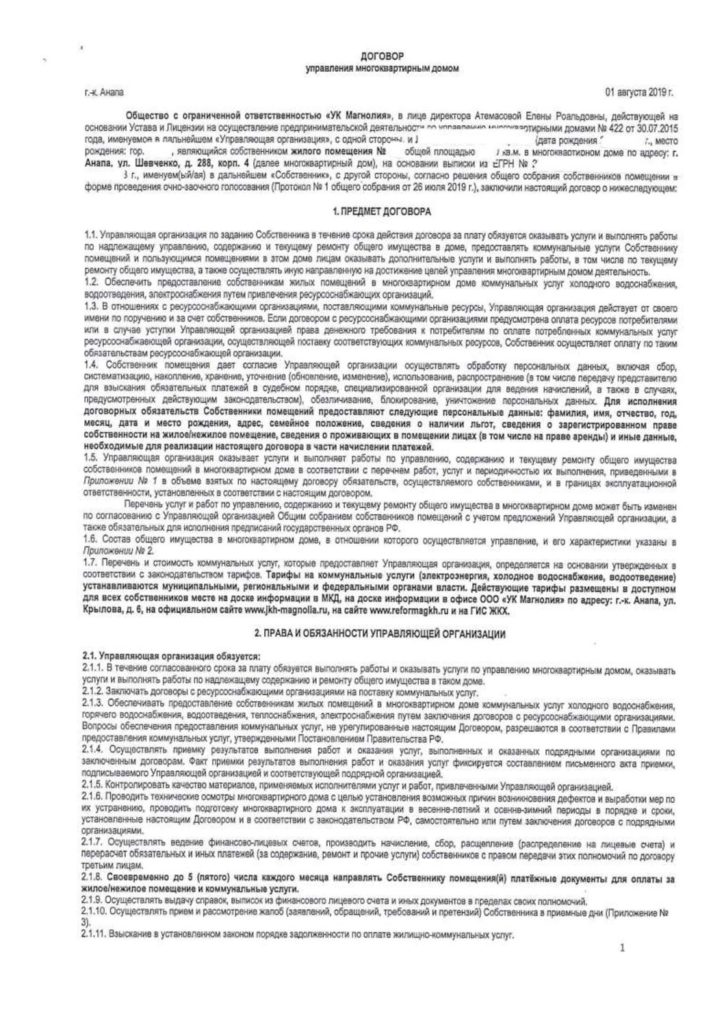 ДОГОВОР
управления многоквартирным домом
г.-к. Анапа 01 августа 2019 г.
Общество с ограниченной ответственностью «УК Магнолия», в лице директора Атемасовой Елены Роальдовны, действующей на
основании Устава и Лицензии на осуществление предпринимательской деятельности по управлению многоквартирными домами № 422 от 30.07.2015
года, именуемое в дальнейшем «Управляющая организация», с одной стороны, и (дата рождения г., место
рождения: гор. , являющийся собственником жилого помещения № общей площадью кв.м. в многоквартирном доме по адресу: г.
Анапа, ул. Шевченко, д. 288, корп. 4 (далее многоквартирный дом), на основании выписки из ЕГРН №
г., именуемый(ая) в дальнейшем «Собственник», с другой стороны, согласно решения общего собрания собственников помещении в
форме проведения очно-заочного голосования (Протокол № 1 общего собрания от 26 июля 2019 г.), заключили настоящий договор о нижеследующем:
1. ПРЕДМЕТ ДОГОВОРА
1.1. Управляющая организация по заданию Собственника в течение срока действия договора за плату обязуется оказывать услуги и выполнять работы
по надлежащему управлению, содержанию и текущему ремонту общего имущества в доме, предоставлять коммунальные услуги Собственнику
помещений и пользующимся помещениями в этом доме лицам оказывать дополнительные услуги и выполнять работы, в том числе по текущему
ремонту общего имущества, а также осуществлять иную направленную на достижение целей управления многоквартирным домом деятельность.
1.2. Обеспечить предоставление собственникам жилых помещений в многоквартирном доме коммунальных услуг холодного водоснабжения,
водоотведения, электроснабжения путем привлечения ресурсоснабжающих организаций.
1.3. В отношениях с ресурсоснабжающими организациями, поставляющими коммунальные ресурсы, Управляющая организация действует от своего
имени по поручению и за счет собственников. Если договором с ресурсоснабжающими организациями предусмотрена оплата ресурсов потребителями
или в случае уступки Управляющей организацией права денежного требования к потребителям по оплате потребленных коммунальных услуг
ресурсоснабжающей организации, осуществляющей поставку соответствующих коммунальных ресурсов, Собственник осуществляет оплату по таким
обязательствам ресурсоснабжающей организации.
1.4. Собственник помещения дает согласие Управляющей организации осуществлять обработку персональных данных, включая сбор,
систематизацию, накопление, хранение, уточнение (обновление, изменение), использование, распространение (в том числе передачу представителю
для взыскания обязательных платежей в судебном порядке, специализированной организации для ведения начислений, а также в случаях,
предусмотренных действующим законодательством), обезличивание, блокирование, уничтожение персональных данных. Для исполнения
договорных обязательств Собственники помещений предоставляют следующие персональные данные: фамилия, имя, отчество, год,
месяц, дата и место рождения, адрес, семейное положение, сведения о наличии льгот, сведения о зарегистрированном праве
собственности на жилое/нежилое помещение, сведения о проживающих в помещении лицах (в том числе на праве аренды) и иные данные,
необходимые для реализации настоящего договора в части начисления платежей.
1.5. Управляющая организация оказывает услуги и выполняет работы по управлению, содержанию и текущему ремонту общего имущества
собственников помещений в многоквартирном доме в соответствии с перечнем работ, услуг и периодичностью их выполнения, приведенными в
Приложении № 1 в объеме взятых по настоящему договору обязательств, осуществляемого собственниками, и в границах эксплуатационной
ответственности, установленных в соответствии с настоящим договором.
Перечень услуг и работ по управлению, содержанию и текущему ремонту общего имущества в многоквартирном доме может быть изменен
по согласованию с Управляющей организацией Общим собранием собственников помещений с учетом предложений Управляющей организации, а
также обязательных для исполнения предписаний государственных органов РФ.
1.6. Состав общего имущества в многоквартирном доме, в отношении которого осуществляется управление, и его характеристики указаны в
Приложении № 2.
1.7. Перечень и стоимость коммунальных услуг, которые предоставляет Управляющая организация, определяется на основании утвержденных в
соответствии с законодательством тарифов. Тарифы на коммунальные услуги (электроэнергия, холодное водоснабжение, водоотведение)
устанавливаются муниципальными, региональными и федеральными органами власти. Действующие тарифы размещены в доступном
для всех собственников месте на доске информации в МКД, на доске информации в офисе ООО «УК Магнолия» по адресу: г.-к. Анапа, ул.
Крылова, д. 6, на официальном сайте www.jkh-magnolia.ru, на сайте www.reformagkh.ru и на ГИС ЖКХ.
2. ПРАВА И ОБЯЗАННОСТИ УПРАВЛЯЮЩЕЙ ОРГАНИЗАЦИИ
2.1. Управляющая организация обязуется:
2.1.1. В течение согласованного срока за плату обязуется выполнять работы и оказывать услуги по управлению многоквартирным домом, оказывать
услуги и выполнять работы по надлежащему содержанию и ремонту общего имущества в таком доме.
2.1.2. Заключать договоры с ресурсоснабжающими организациями на поставку коммунальных услуг.
2.1.3. Обеспечивать предоставление собственникам жилых помещений в многоквартирном доме коммунальных услуг холодного водоснабжения,
горячего водоснабжения, водоотведения, теплоснабжения, электроснабжения путем заключения договоров с ресурсоснабжающими организациями.
Вопросы обеспечения предоставления коммунальных услуг, не урегулированные настоящим Договором, разрешаются в соответствии с Правилами
предоставления коммунальных услуг, утвержденными Постановлением Правительства РФ.
2.1.4. Осуществлять приемку результатов выполнения работ и оказания услуг, выполненных и оказанных подрядными организациями по
заключенным договорам. Факт приемки результатов выполнения работ и оказания услуг фиксируется составлением письменного акта приемки,
подписываемого Управляющей организацией и соответствующей подрядной организацией.
2.1.5. Контролировать качество материалов, применяемых исполнителями услуг и работ, привлеченными Управляющей организацией.
2.1.6. Проводить технические осмотры многоквартирного дома с целью установления возможных причин возникновения дефектов и выработки мер по
их устранению, проводить подготовку многоквартирного дома к эксплуатации в весенне-летний и осенне-зимний периоды в порядке и сроки,
установленные настоящим Договором и в соответствии с законодательством РФ, самостоятельно или путем заключения договоров с подрядными
организациями.
2.1.7. Осуществлять ведение финансово-лицевых счетов, производить начисление, сбор, расщепление (распределение на лицевые счета) и
перерасчет обязательных и иных платежей (за содержание, ремонт и прочие услуги) собственников с правом передачи этих полномочий по договору
третьим лицам.
2.1.8. Своевременно до 5 (пятого) числа каждого месяца направлять Собственнику помещения(й) платёжные документы для оплаты за
жилое/нежилое помещение и коммунальные услуги.
2.1.9. Осуществлять выдачу справок, выписок из финансового лицевого счета и иных документов в пределах своих полномочий.
2.1.10. Осуществлять прием и рассмотрение жалоб (заявлений, обращений, требований и претензий) Собственника в приемные дни (Приложение №
3).
2.1.11. Взыскание в установленном законом порядке задолженности по оплате жилищно-коммунальных услуг.
1